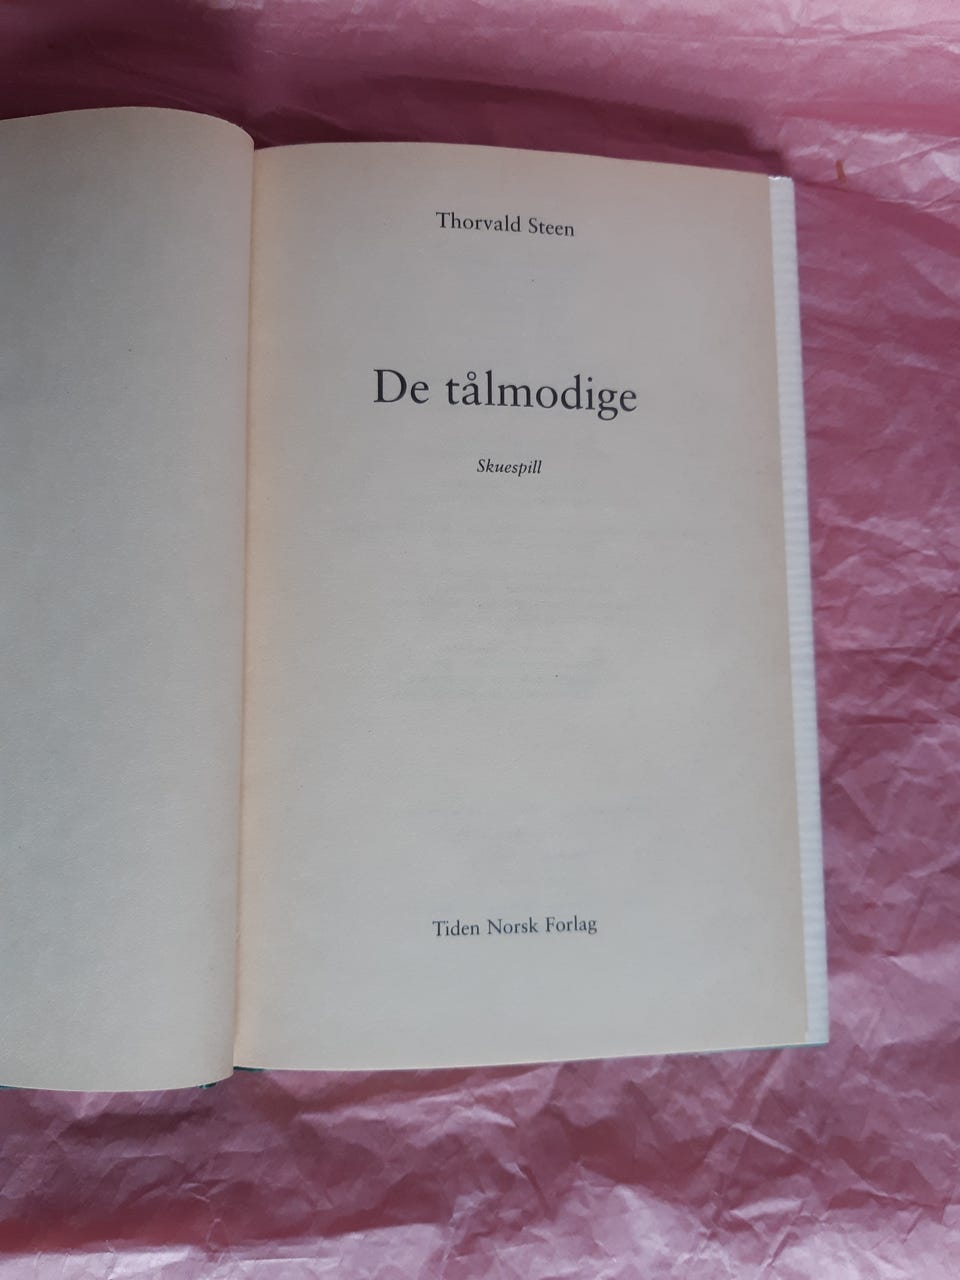 Thorvald Steen
De tålmodige
Skuespill
Tiden Norsk Forlag